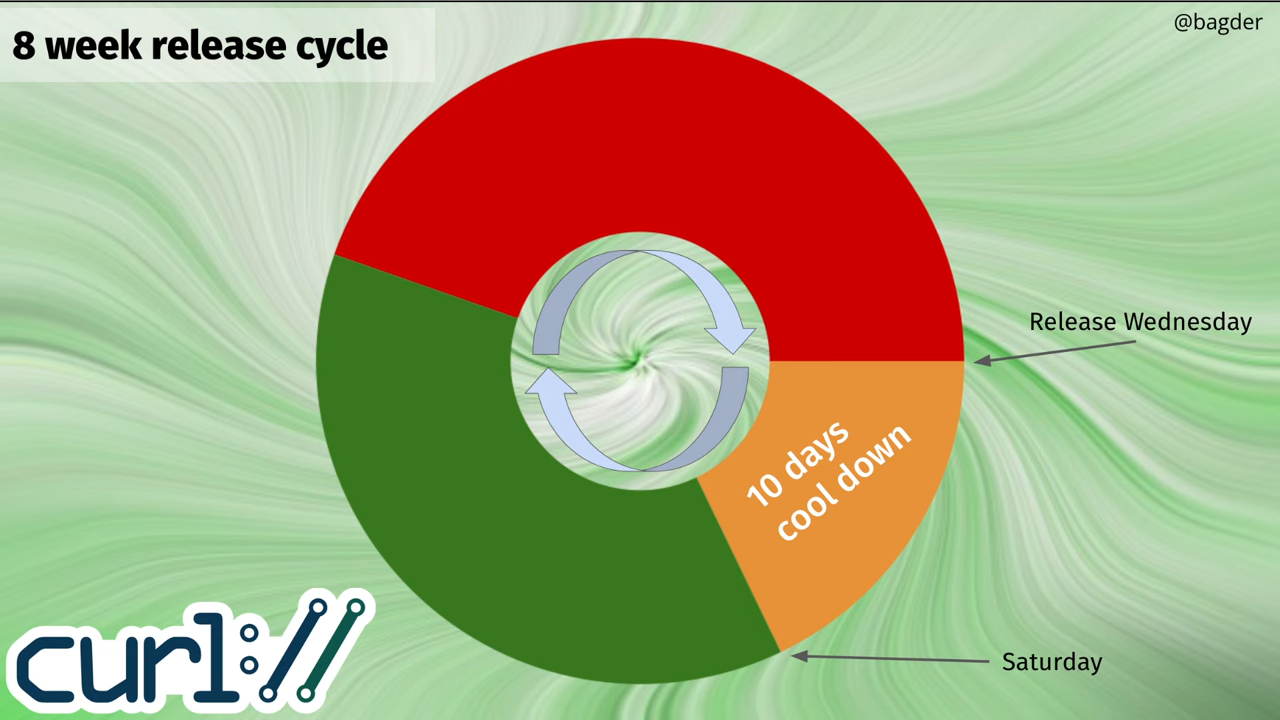 8 week release cycle
@bagder
Release Wednesday
10 days
cool down
Saturday
curl://